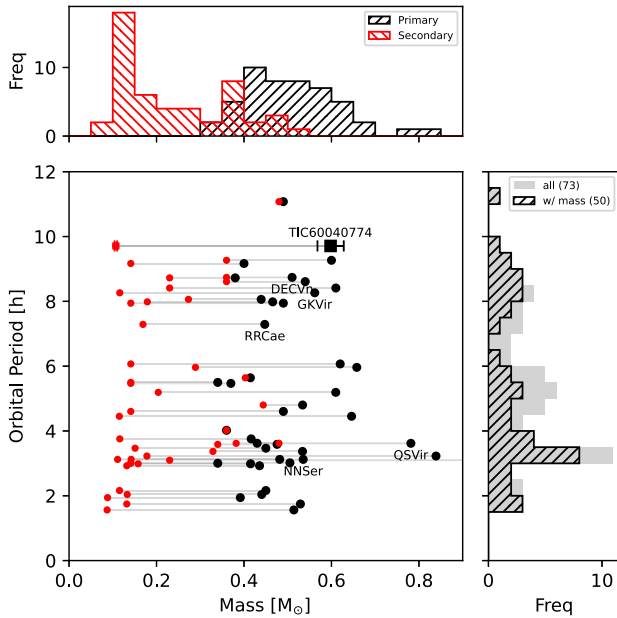 Freq
10
0
Primary
Secondary
12
10
8
6
4
2
0
Orbital Period [h]
TIC60040774
DECVn
GKVir
RRCae
QSVir
NNSer
0.0 0.2 0.4 0.6 0.8
Mass [M☉]
all (73)
w/ mass (50)
0 10
Freq